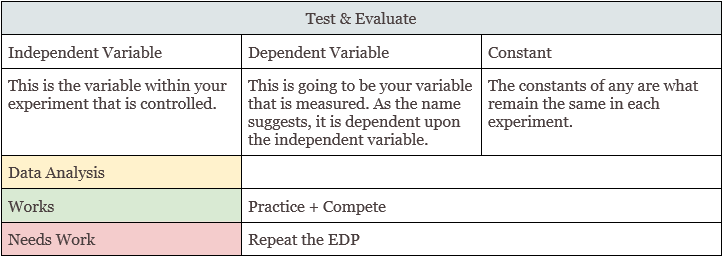 Test & Evaluate
Independent Variable
Dependent Variable
Constant
This is the variable within your
experiment that is controlled.
This is going to be your variable
that is measured. As the name
suggests, it is dependent upon
the independent variable.
The constants of any are what
remain the same in each
experiment.
Data Analysis
Works
Practice + Compete
Needs Work
Repeat the EDP